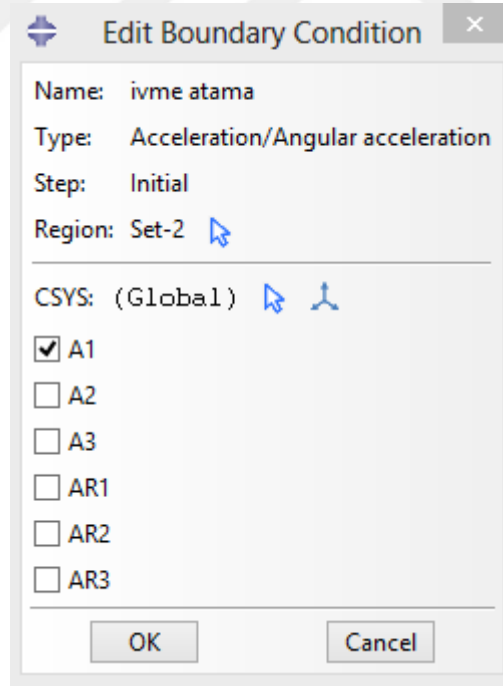 Edit Boundary Condition
Name: ivme atama
Type: Acceleration/Angular acceleration
Step: Initial
Region: Set-2
CSYS: (Global)
A1
A2
A3
AR1
AR2
AR3
OK Cancel